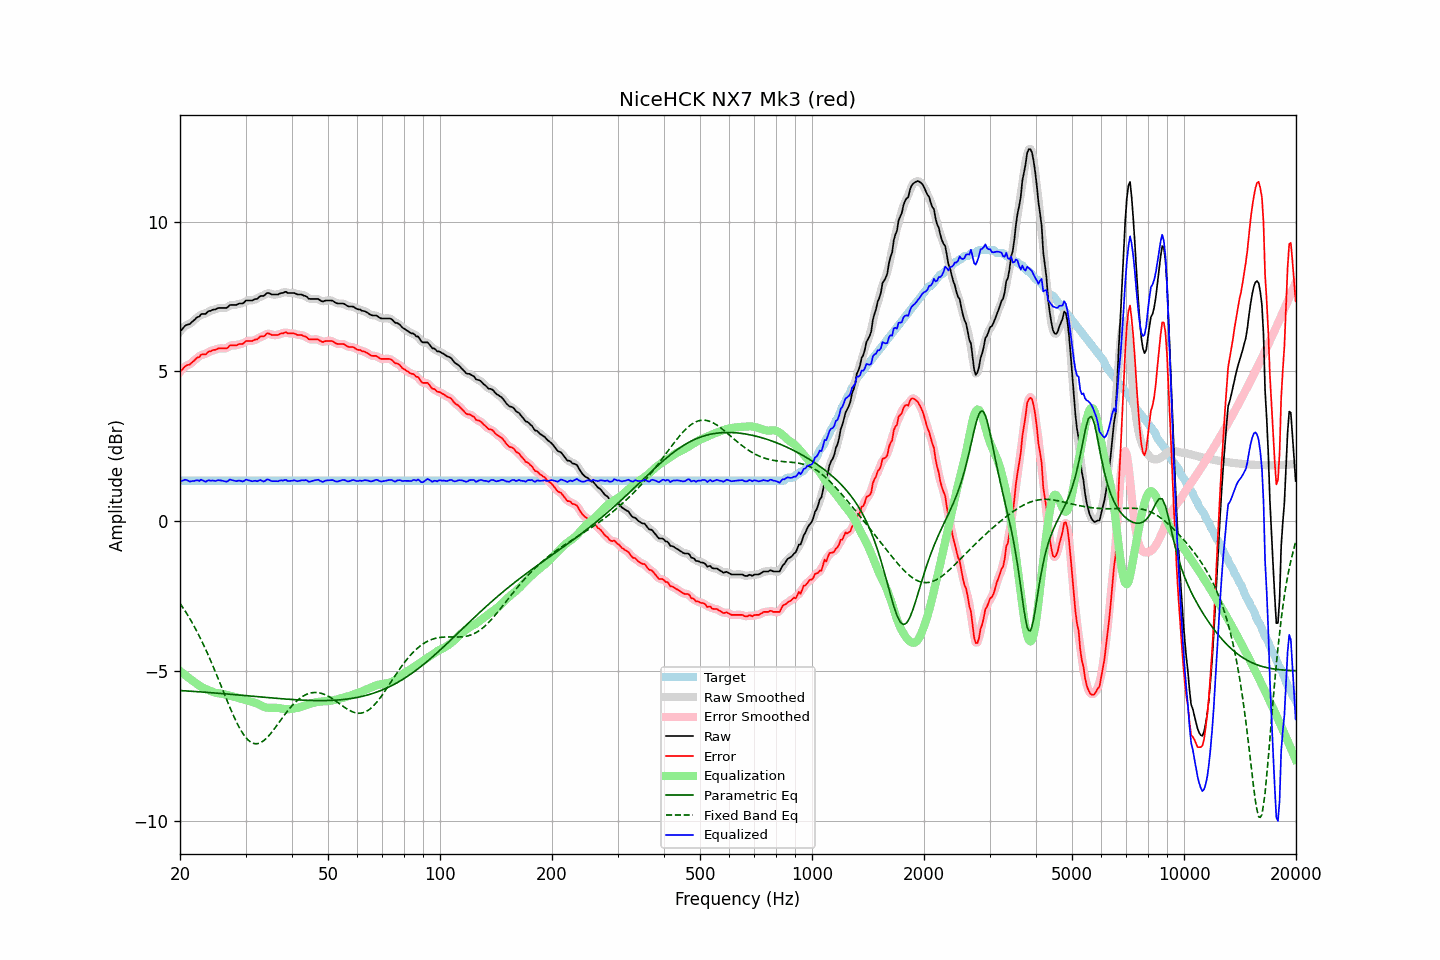 NiceHCK NX7 Mk3 (red)
Amplitude (dBr)
10
5
0
−5
−10
20
50
100
200
500
1000
2000
5000
10000
20000
Frequency (Hz)
Target
Raw Smoothed
Error Smoothed
Raw
Error
Equalization
Parametric Eq
Fixed Band Eq
Equalized